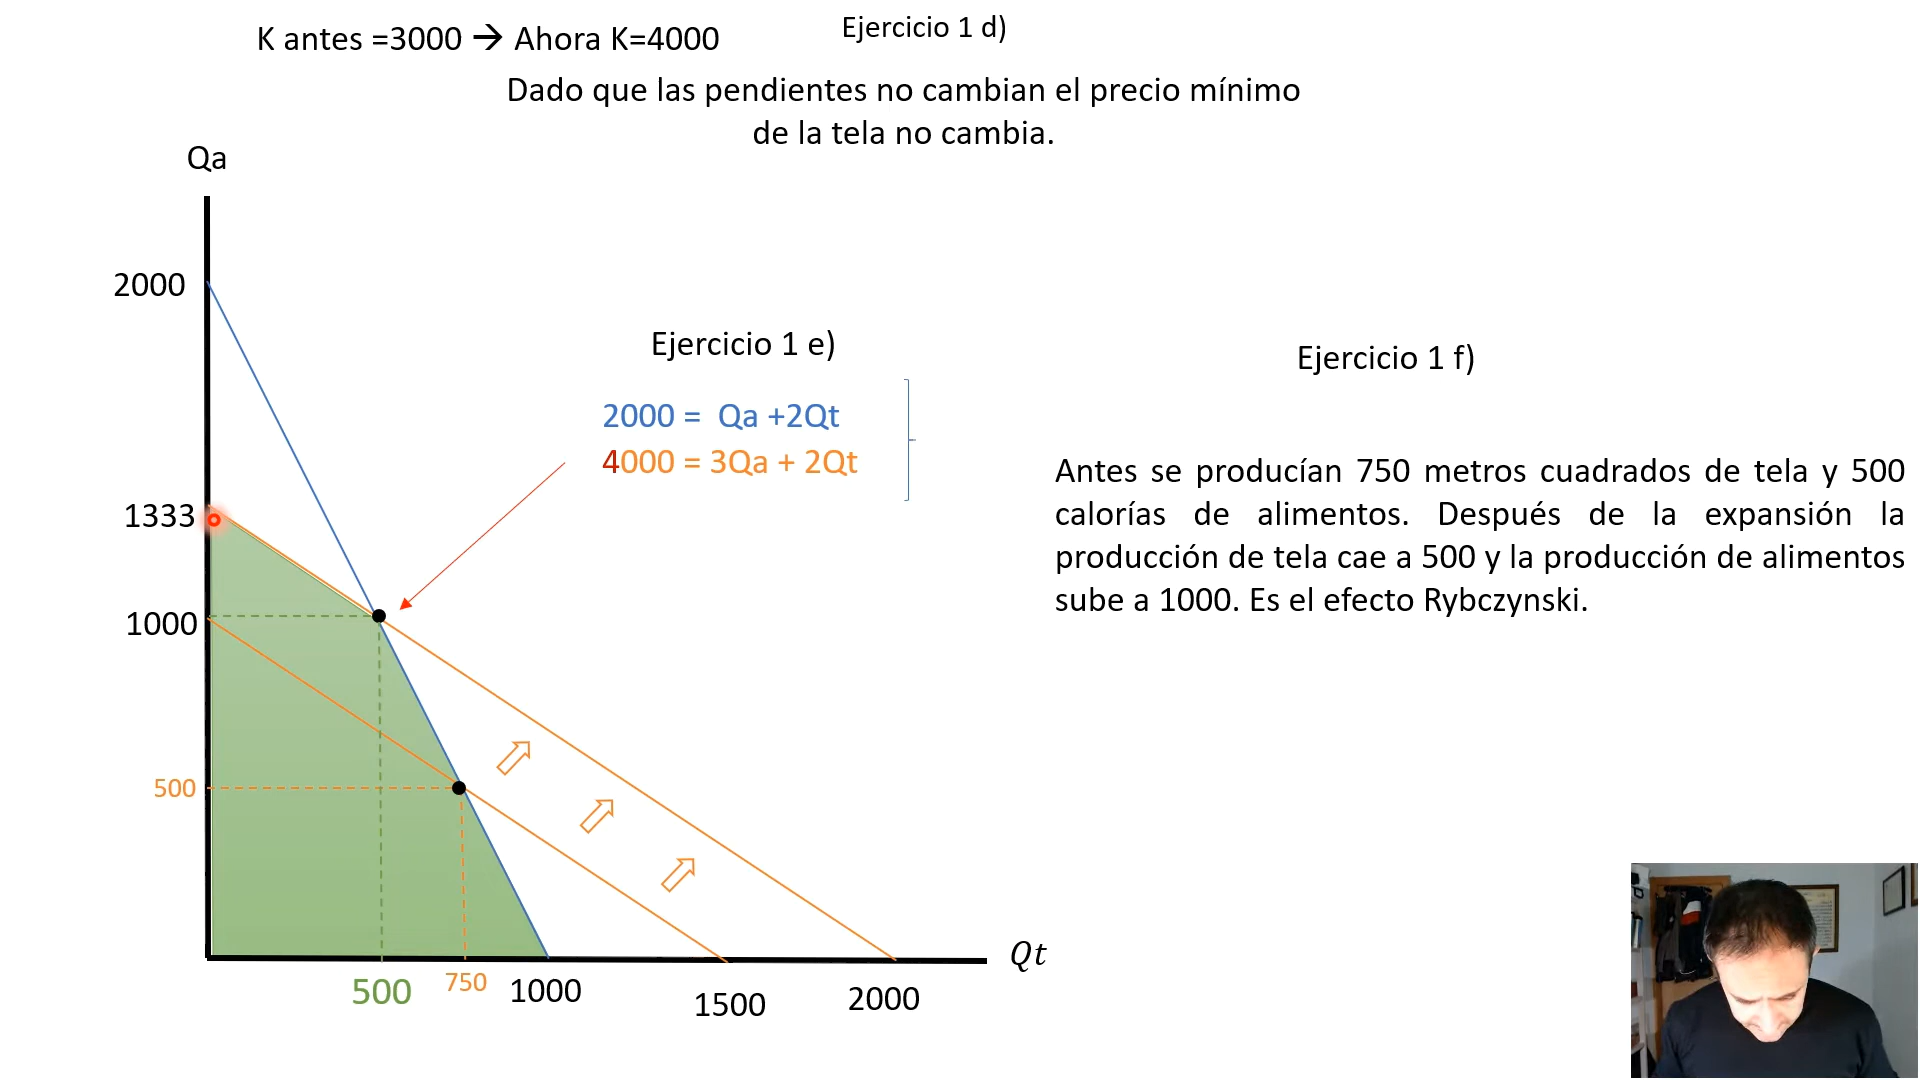 K antes =3000 → Ahora K=4000
Ejercicio 1 d)
Dado que las pendientes no cambian el precio mínimo
de la tela no cambia.
Qa
2000
Ejercicio 1 e)
Ejercicio 1 f)
2000 = Qa +2Qt
4000 = 3Qa + 2Qt
Antes se producían 750 metros cuadrados de tela y 500
calorías de alimentos. Después de la expansión la
producción de tela cae a 500 y la producción de alimentos
sube a 1000. Es el efecto Rybczynski.
1333
1000
500
Qt
500
750
1000
1500
2000